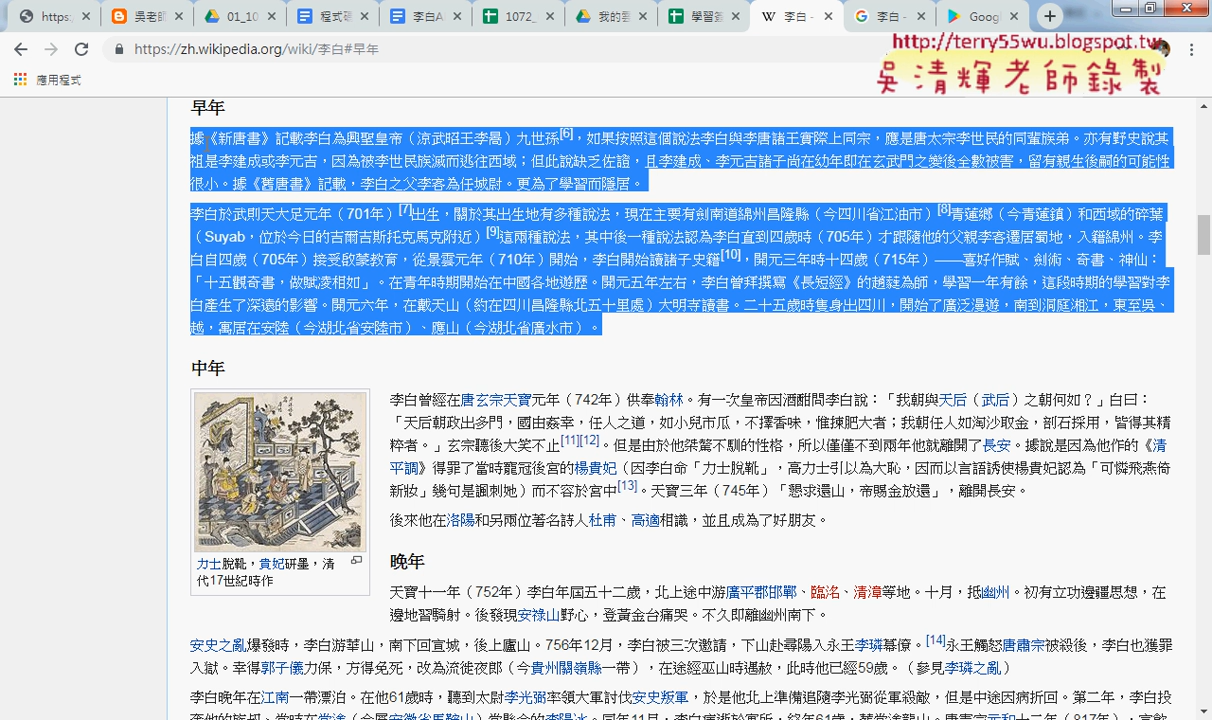 https:
吳老師
01_10
程式碼
李白A
1072_
我的雲
學習鑑
李白 -
李白 -
Googl
https://zh.wikipedia.org/wiki/李白#早年
http://terry55wu.blogspot.tw
應用程式
吳清輝老師錄製
早年
據《新唐書》記載李白為興聖皇帝（涼武昭王李暠）九世孫[6]，如果按照這個說法李白與李唐諸王實際上同宗，應是唐太宗李世民的同輩族弟。亦有野史說其
祖是李建成或李元吉，因為被李世民族滅而逃往西域；但此說缺乏佐證，且李建成、李元吉諸子尚在幼年即在玄武門之變後全數被害，留有親生後嗣的可能性
很小。據《舊唐書》記載，李白之父李客為任城尉。更為了學習而隱居。
李白於武則天大足元年（701年）[7]出生，關於其出生地有多種說法，現在主要有劍南道綿州昌隆縣（今四川省江油市）[8]青蓮鄉（今青蓮鎮）和西域的碎葉
（Suyab，位於今日的吉爾吉斯托克馬克附近）[9]這兩種說法，其中後一種說法認為李白直到四歲時（705年）才跟隨他的父親李客遷居蜀地，入籍綿州。李
白自四歲（705年）接受啟蒙教育，從景雲元年（710年）開始，李白開始讀諸子史籍[10]，開元三年時十四歲（715年）——喜好作賦、劍術、奇書、神仙：
「十五觀奇書，做賦凌相如」。在青年時期開始在中國各地遊歷。開元五年左右，李白曾拜撰寫《長短經》的趙蕤為師，學習一年有餘，這段時期的學習對李
白產生了深遠的影響。開元六年，在戴天山（約在四川昌隆縣北五十里處）大明寺讀書。二十五歲時隻身出四川，開始了廣泛漫遊，南到洞庭湘江，東至吳、
越，寓居在安陸（今湖北省安陸市）、應山（今湖北省廣水市）。
中年
李白曾經在唐玄宗天寶元年（742年）供奉翰林。有一次皇帝因酒酣問李白說：「我朝與天后（武后）之朝何如？」白曰：
「天后朝政出多門，國由姦幸，任人之道，如小兒市瓜，不擇香味，惟揀肥大者；我朝任人如淘沙取金，剖石採用，皆得其精
粹者。」玄宗聽後大笑不止[11][12]。但是由於他桀驁不馴的性格，所以僅僅不到兩年他就離開了長安。據說是因為他作的《清
平調》得罪了當時寵冠後宮的楊貴妃（因李白命「力士脫靴」，高力士引以為大恥，因而以言語誘使楊貴妃認為「可憐飛燕倚
新妝」幾句是諷刺她）而不容於宮中[13]。天寶三年（745年）「懇求還山，帝賜金放還」，離開長安。
後來他在洛陽和另兩位著名詩人杜甫、高適相識，並且成為了好朋友。
力士脫靴，貴妃研墨，清
代17世紀時作
晚年
天寶十一年（752年）李白年屆五十二歲，北上途中游廣平郡邯鄲、臨洺、清漳等地。十月，抵幽州。初有立功邊疆思想，在
邊地習騎射。後發現安祿山野心，登黃金台痛哭。不久即離幽州南下。
安史之亂爆發時，李白游華山，南下回宣城，後上廬山。756年12月，李白被三次邀請，下山赴尋陽入永王李璘幕僚。[14]永王觸怒唐肅宗被殺後，李白也獲罪
入獄。幸得郭子儀力保，方得免死，改為流徙夜郎（今貴州關嶺縣一帶），在途經巫山時遇赦，此時他已經59歲。（參見李璘之亂）
李白晚年在江南一帶漂泊。在他61歲時，聽到太尉李光弼率領大軍討伐安史叛軍，於是他北上準備追隨李光弼從軍殺敵，但是中途因病折回。第二年，李白投